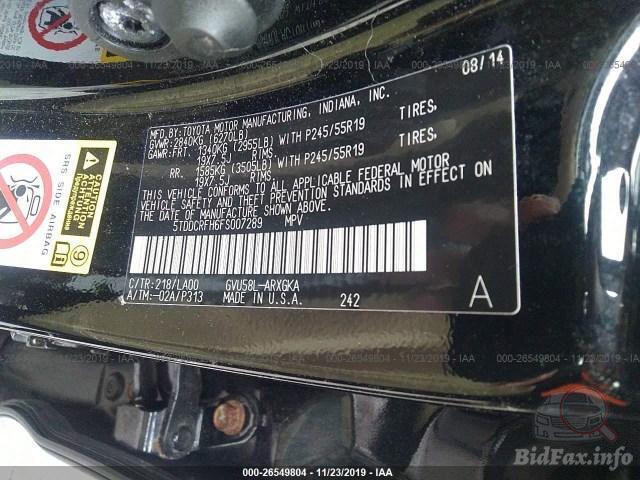 08/14
MFD.BY:TOYOTA MOTOR MANUFACTURING, INDIANA, INC.
GVWR:2840KG (6270LB)
GAWR:FRT. 1340KG (2955LB) WITH P245/55R19 TIRES,
19X7.5J RIMS.
RR. 1585KG (3505LB) WITH P245/55R19 TIRES,
19X7.5J RIMS.
THIS VEHICLE CONFORMS TO ALL APPLICABLE FEDERAL MOTOR
VEHICLE SAFETY AND THEFT PREVENTION STANDARDS IN EFFECT ON
THE DATE OF MANUFACTURE SHOWN ABOVE.
5TDDCRFH6FS007289 MPV
C/TR:218/LA00 GVU58L-ARXGKA
A/TM:-02A/P313 MADE IN U.S.A. 242
A
SRS SIDE AIRBAG
CAUTION
ATTENTION
ACHTUNG
9
000-26549804 - 11/23/2019 - IAA
BidFax.info